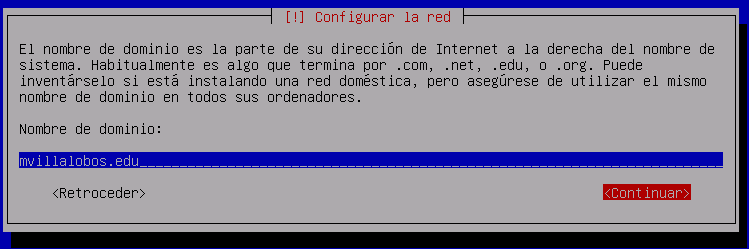 [!] Configurar la red
El nombre de dominio es la parte de su dirección de Internet a la derecha del nombre de
sistema. Habitualmente es algo que termina por .com, .net, .edu, o .org. Puede
inventárselo si está instalando una red doméstica, pero asegúrese de utilizar el mismo
nombre de dominio en todos sus ordenadores.
Nombre de dominio:
mvillalobos.edu
<Retroceder> <Continuar>